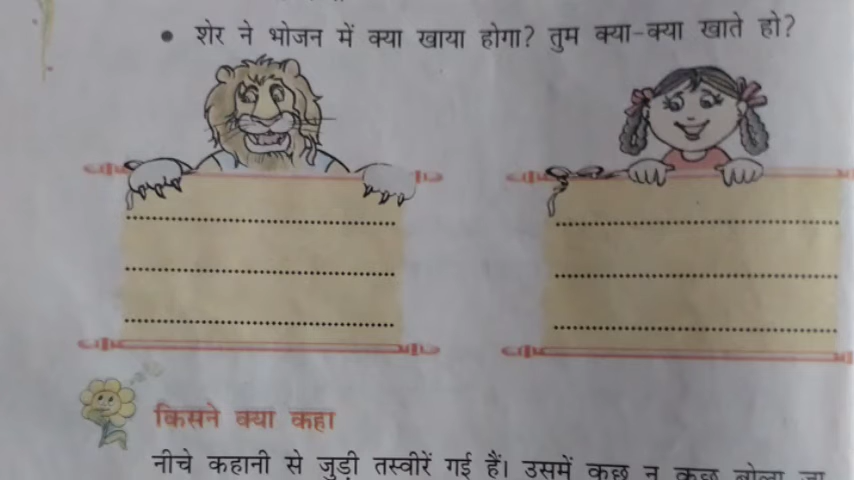 • शेर ने भोजन में क्या खाया होगा? तुम क्या-क्या खाते हो?
किसने क्या कहा
नीचे कहानी से जुड़ी तस्वीरें गई हैं। उसमें कुछ न कुछ बोला जा